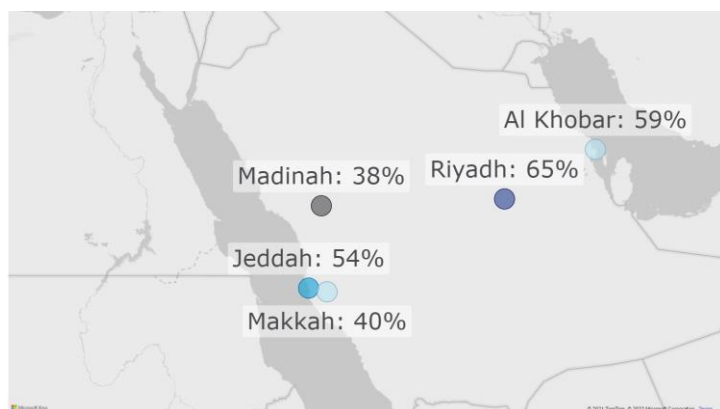 Al Khobar: 59%
Madinah: 38%
Riyadh: 65%
Jeddah: 54%
Makkah: 40%